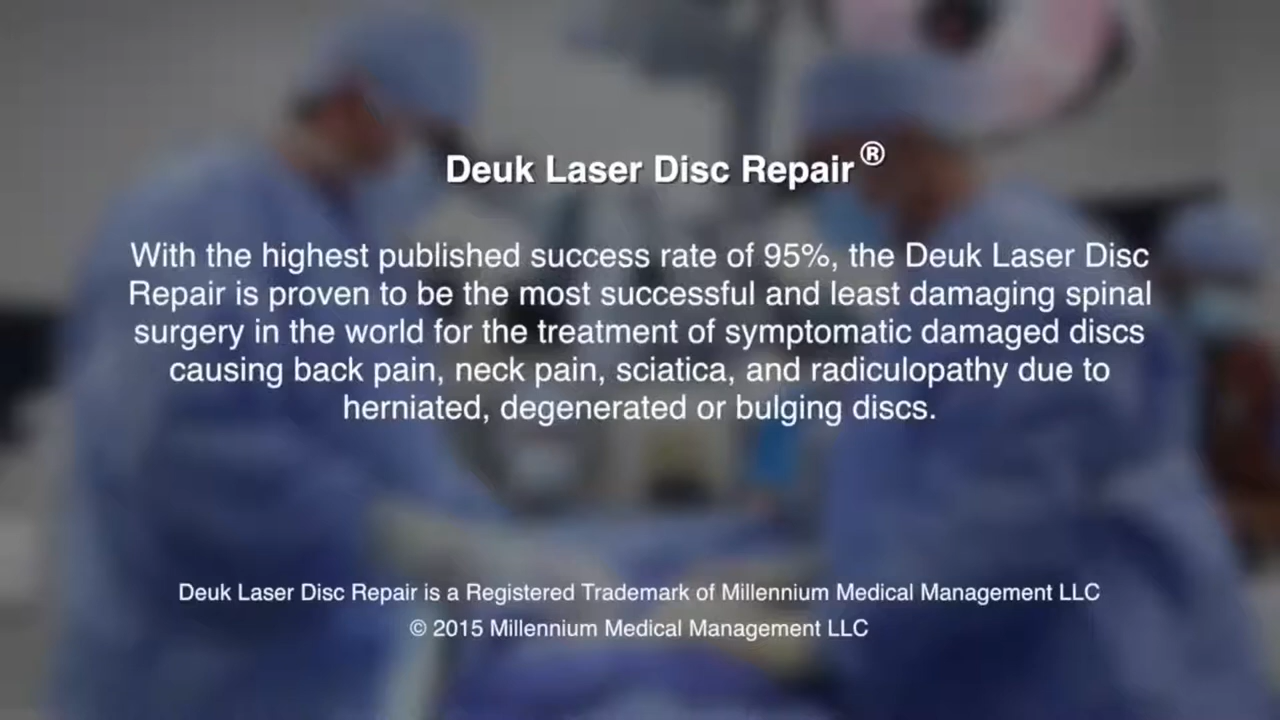 Deuk Laser Disc Repair®
With the highest published success rate of 95%, the Deuk Laser Disc
Repair is proven to be the most successful and least damaging spinal
surgery in the world for the treatment of symptomatic damaged discs
causing back pain, neck pain, sciatica, and radiculopathy due to
herniated, degenerated or bulging discs.
Deuk Laser Disc Repair is a Registered Trademark of Millennium Medical Management LLC
© 2015 Millennium Medical Management LLC